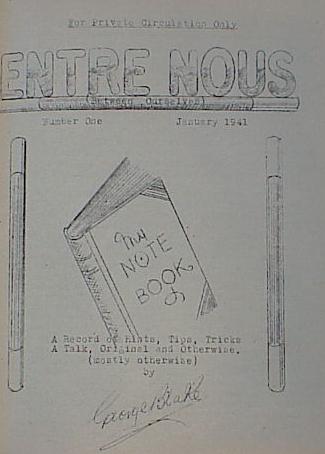 For Private Circulation Only
ENTRE NOUS
(Between Ourselves)
Number One January 1941
My
NOTE
BOOK
A Record of Hints, Tips, Tricks
A Talk, Original and Otherwise.
(mostly otherwise)
by
George Blake